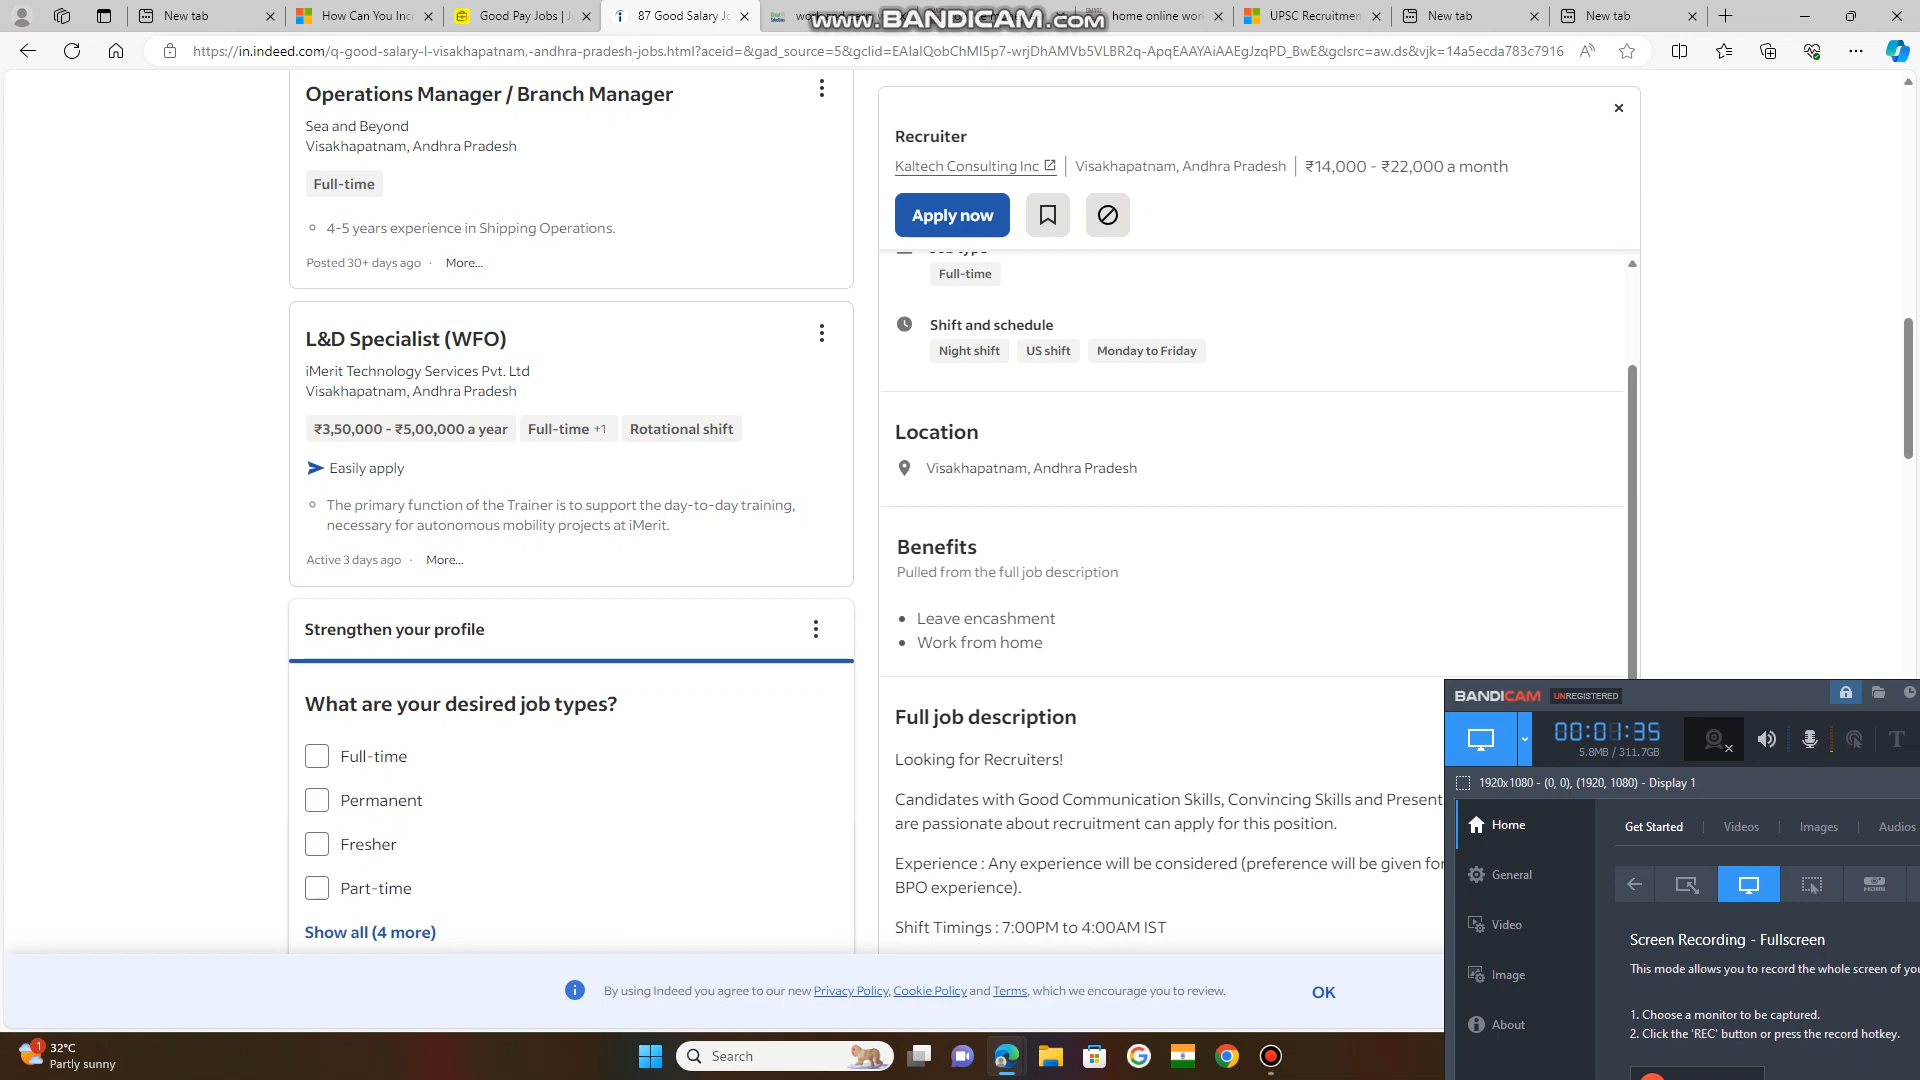 New tab
How Can You Inc
Good Pay Jobs | J
87 Good Salary Jo
home online wor
UPSC Recruitmen
New tab
New tab
www.BANDICAM.com
https://in.indeed.com/q-good-salary-l-visakhapatnam,-andhra-pradesh-jobs.html?aceid=&gad_source=5&gclid=EAIaIQobChMI5p7-wrjDhAMVb5VLBR2q-ApqEAAYAiAAEgJzqPD_BwE&gclsrc=aw.ds&vjk=14a5ecda783c7916
Operations Manager / Branch Manager
Sea and Beyond
Visakhapatnam, Andhra Pradesh
Full-time
4-5 years experience in Shipping Operations.
Posted 30+ days ago · More...
L&D Specialist (WFO)
iMerit Technology Services Pvt. Ltd
Visakhapatnam, Andhra Pradesh
₹3,50,000 - ₹5,00,000 a year Full-time +1 Rotational shift
Easily apply
The primary function of the Trainer is to support the day-to-day training,
necessary for autonomous mobility projects at iMerit.
Active 3 days ago · More...
Strengthen your profile
What are your desired job types?
Full-time
Permanent
Fresher
Part-time
Show all (4 more)
Recruiter
Kaltech Consulting Inc Visakhapatnam, Andhra Pradesh ₹14,000 - ₹22,000 a month
Apply now
Job type
Full-time
Shift and schedule
Night shift US shift Monday to Friday
Location
Visakhapatnam, Andhra Pradesh
Benefits
Pulled from the full job description
Leave encashment
Work from home
Full job description
Looking for Recruiters!
Candidates with Good Communication Skills, Convincing Skills and Present
are passionate about recruitment can apply for this position.
Experience : Any experience will be considered (preference will be given for
BPO experience).
Shift Timings : 7:00PM to 4:00AM IST
By using Indeed you agree to our new Privacy Policy, Cookie Policy and Terms, which we encourage you to review.
OK
BANDICAM UNREGISTERED
00:01:35
5.8MB / 311.7GB
1920x1080 - (0, 0), (1920, 1080) - Display 1
Home
General
Video
Image
About
Get Started Videos Images Audios
HDMI
Screen Recording - Fullscreen
This mode allows you to record the whole screen of you
1. Choose a monitor to be captured.
2. Click the 'REC' button or press the record hotkey.
1
32°C
Partly sunny
Search